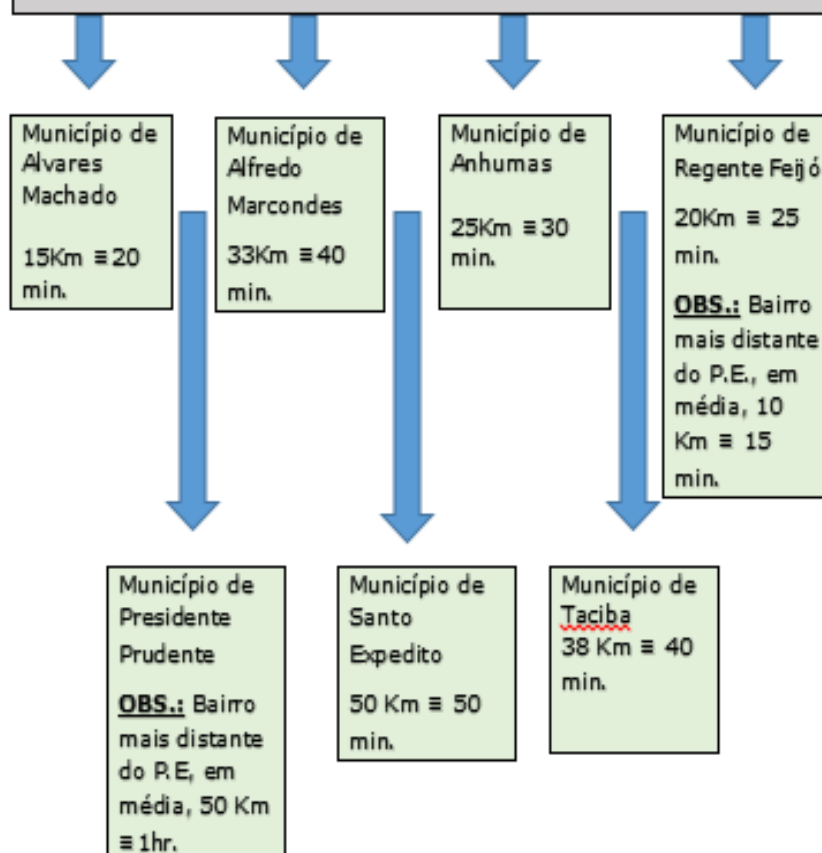 Município de
Alvares
Machado
15Km ≡20
min.
Município de
Alfredo
Marcondes
33Km ≡40
min.
Município de
Anhumas
25Km ≡30
min.
Município de
Regente Feijó
20Km ≡ 25
min.
OBS.: Bairro
mais distante
do P.E., em
média, 10
Km ≡ 15
min.
Município de
Presidente
Prudente
OBS.: Bairro
mais distante
do P.E, em
média, 50 Km
≡ 1hr.
Município de
Santo
Expedito
50 Km ≡ 50
min.
Município de
Taciba
38 Km ≡ 40
min.